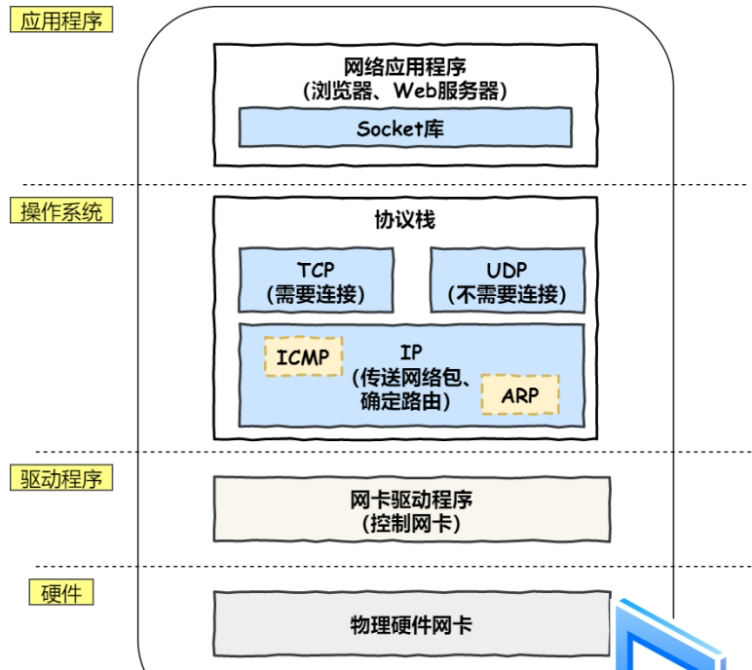 应用程序
网络应用程序
(浏览器、Web服务器)
Socket库
操作系统
协议栈
TCP
(需要连接)
UDP
(不需要连接)
ICMP
IP
(传送网络包、
确定路由)
ARP
驱动程序
网卡驱动程序
(控制网卡)
硬件
物理硬件网卡